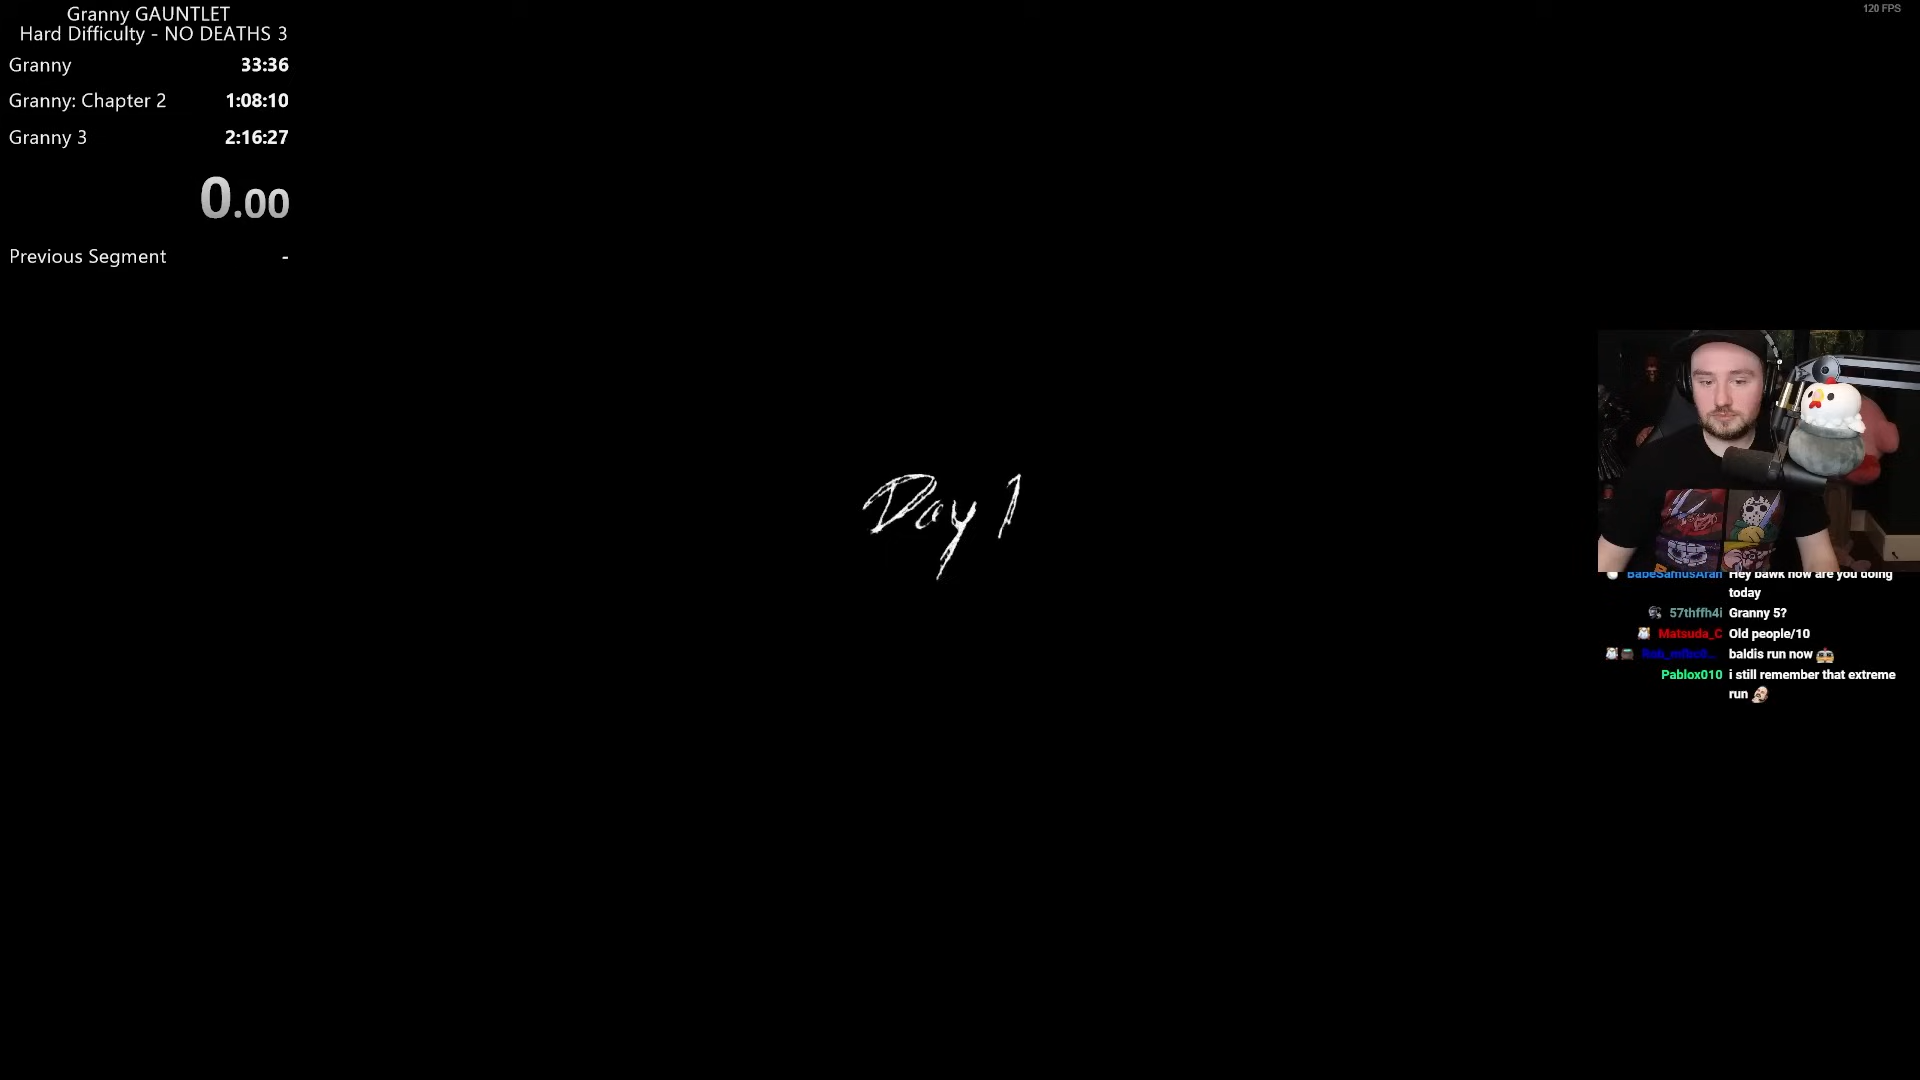 Granny GAUNTLET
Hard Difficulty - NO DEATHS 3
Granny 33:36
Granny: Chapter 2 1:08:10
Granny 3 2:16:27
0.00
Previous Segment -
120 FPS
Day 1
BabeSamusAran Hey bawk how are you doing
today
57thffh4i Granny 5?
Matsuda_C Old people/10
baldis run now
Pablox010 i still remember that extreme
run